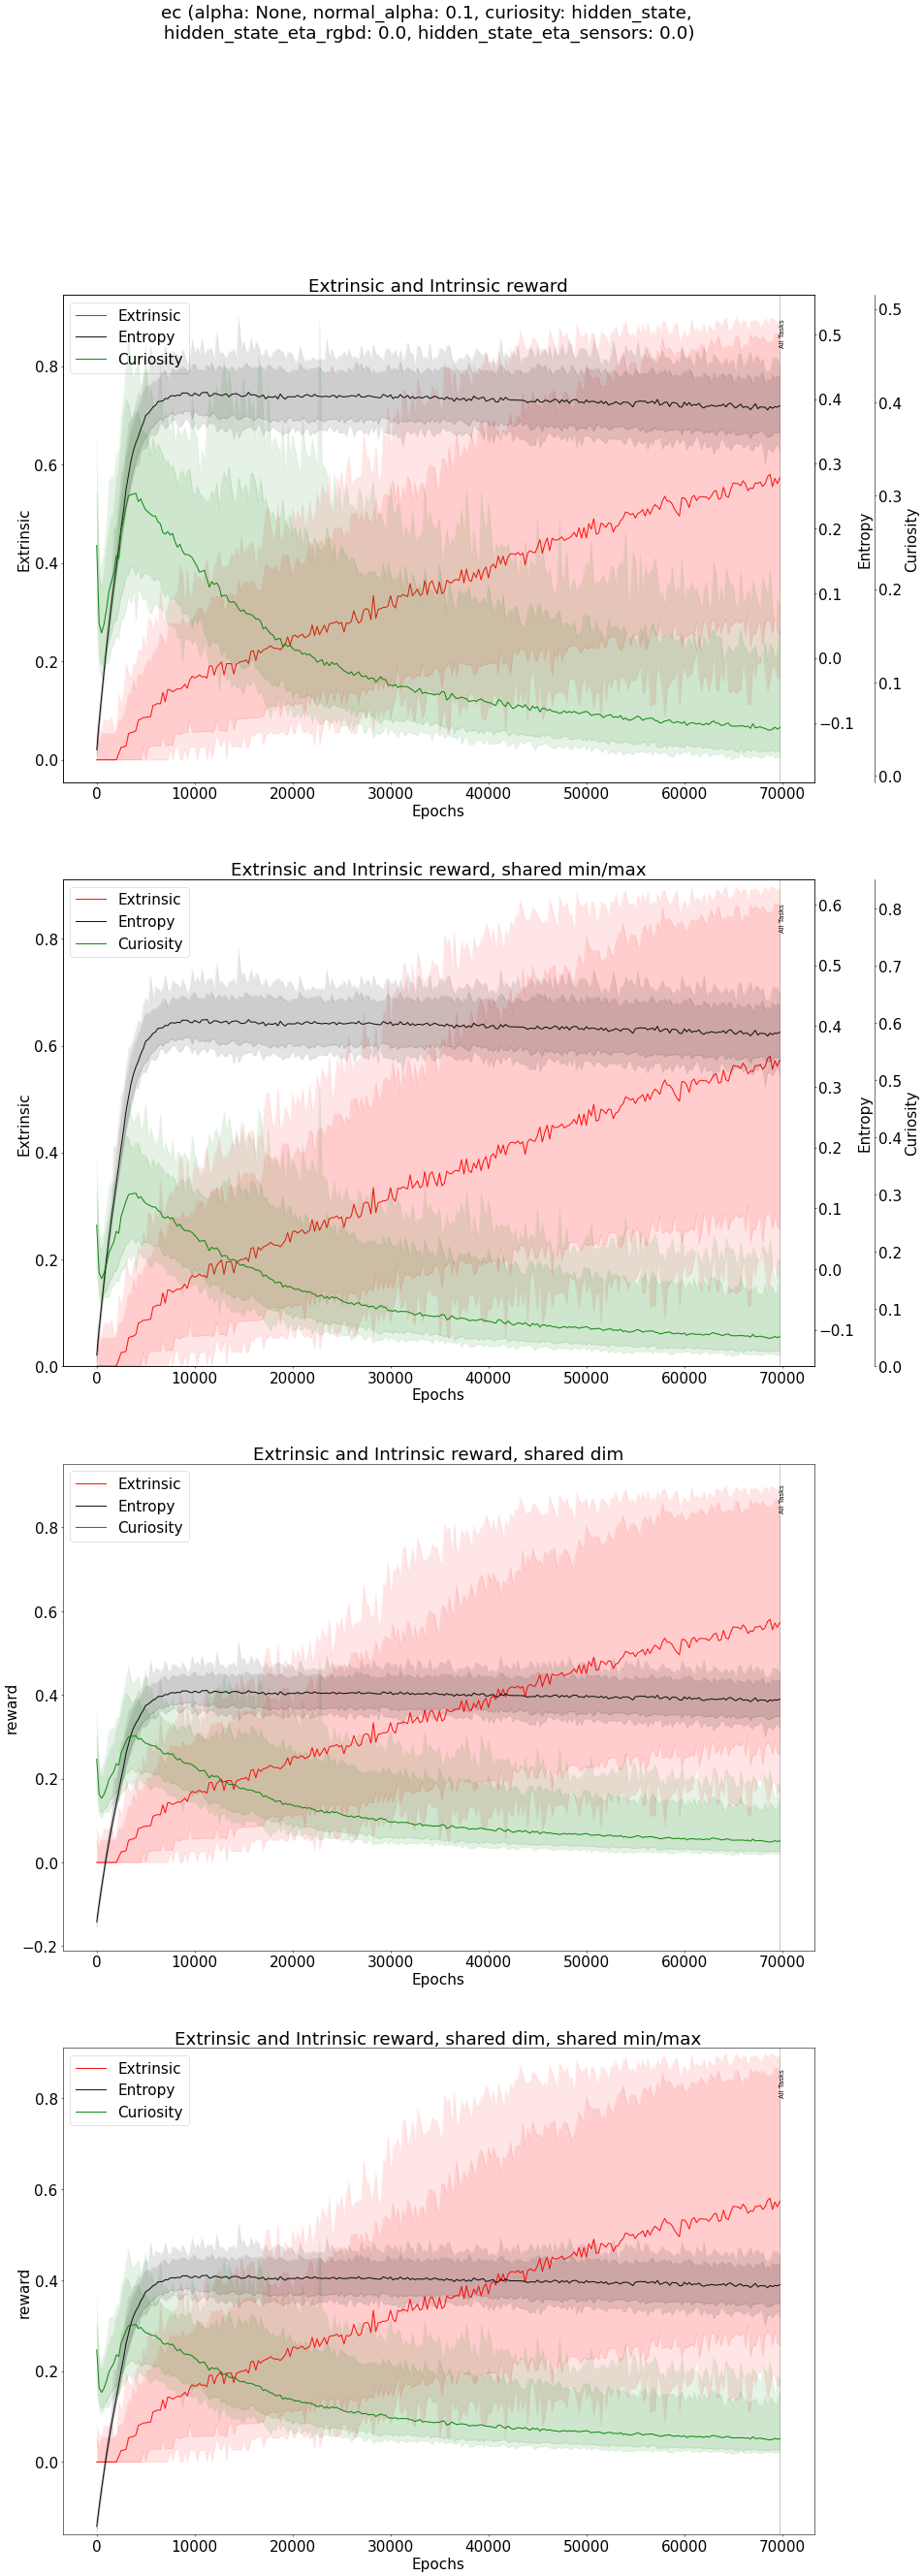 ec (alpha: None, normal_alpha: 0.1, curiosity: hidden_state,
hidden_state_eta_rgbd: 0.0, hidden_state_eta_sensors: 0.0)
Extrinsic and Intrinsic reward
Extrinsic
Entropy
Curiosity
All Tasks
0.8
0.6
0.4
0.2
0.0
Extrinsic
0.5
0.4
0.3
0.2
0.1
0.0
−0.1
Entropy
0.5
0.4
0.3
0.2
0.1
0.0
Curiosity
0 10000 20000 30000 40000 50000 60000 70000
Epochs
Extrinsic and Intrinsic reward, shared min/max
Extrinsic
Entropy
Curiosity
All Tasks
0.8
0.6
0.4
0.2
0.0
Extrinsic
0.6
0.5
0.4
0.3
0.2
0.1
0.0
−0.1
Entropy
0.8
0.7
0.6
0.5
0.4
0.3
0.2
0.1
0.0
Curiosity
0 10000 20000 30000 40000 50000 60000 70000
Epochs
Extrinsic and Intrinsic reward, shared dim
Extrinsic
Entropy
Curiosity
All Tasks
0.8
0.6
0.4
0.2
0.0
−0.2
reward
0 10000 20000 30000 40000 50000 60000 70000
Epochs
Extrinsic and Intrinsic reward, shared dim, shared min/max
Extrinsic
Entropy
Curiosity
All Tasks
0.8
0.6
0.4
0.2
0.0
reward
0 10000 20000 30000 40000 50000 60000 70000
Epochs